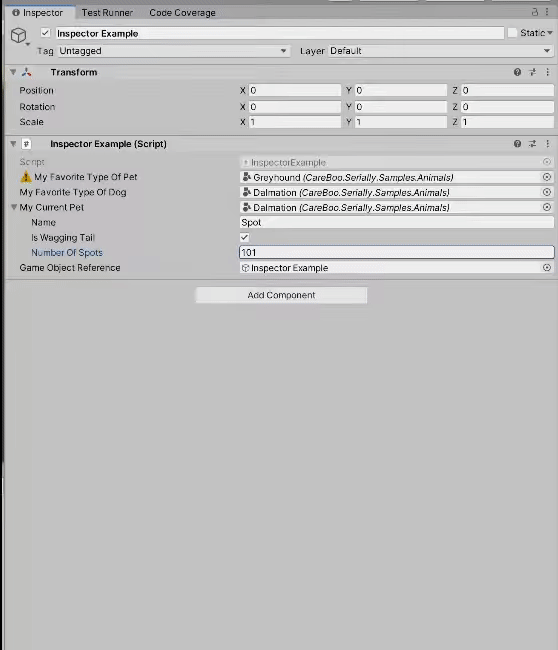 Inspector Test Runner Code Coverage
Inspector Example Static
Tag Untagged Layer Default
Transform
Position X 0 Y 0 Z 0
Rotation X 0 Y 0 Z 0
Scale X 1 Y 1 Z 1
# Inspector Example (Script)
Script InspectorExample
My Favorite Type Of Pet Greyhound (CareBoo.Serially.Samples.Animals)
My Favorite Type Of Dog Dalmation (CareBoo.Serially.Samples.Animals)
My Current Pet Dalmation (CareBoo.Serially.Samples.Animals)
Name Spot
Is Wagging Tail
Number Of Spots 101
Game Object Reference Inspector Example
Add Component